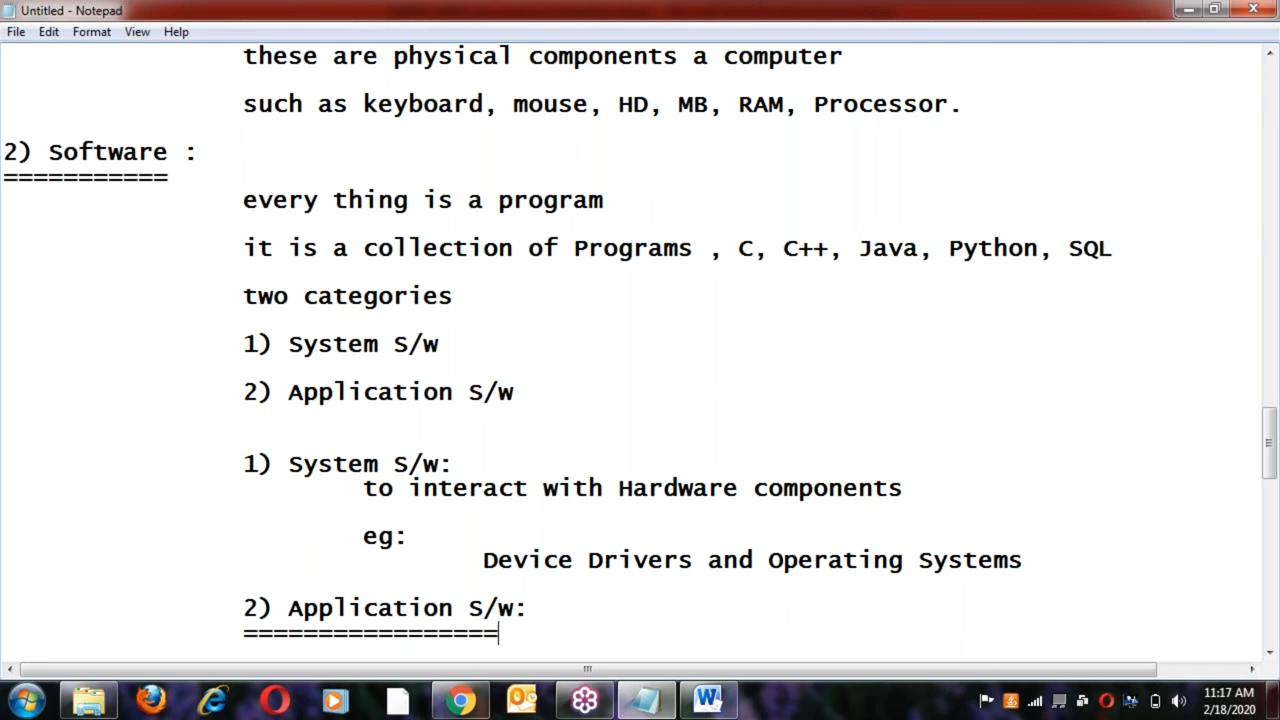 Untitled - Notepad
File Edit Format View Help
these are physical components a computer
such as keyboard, mouse, HD, MB, RAM, Processor.
2) Software :
===========
every thing is a program
it is a collection of Programs , C, C++, Java, Python, SQL
two categories
1) System S/w
2) Application S/w
1) System S/w:
to interact with Hardware components
eg:
Device Drivers and Operating Systems
2) Application S/w:
=================
11:17 AM
2/18/2020